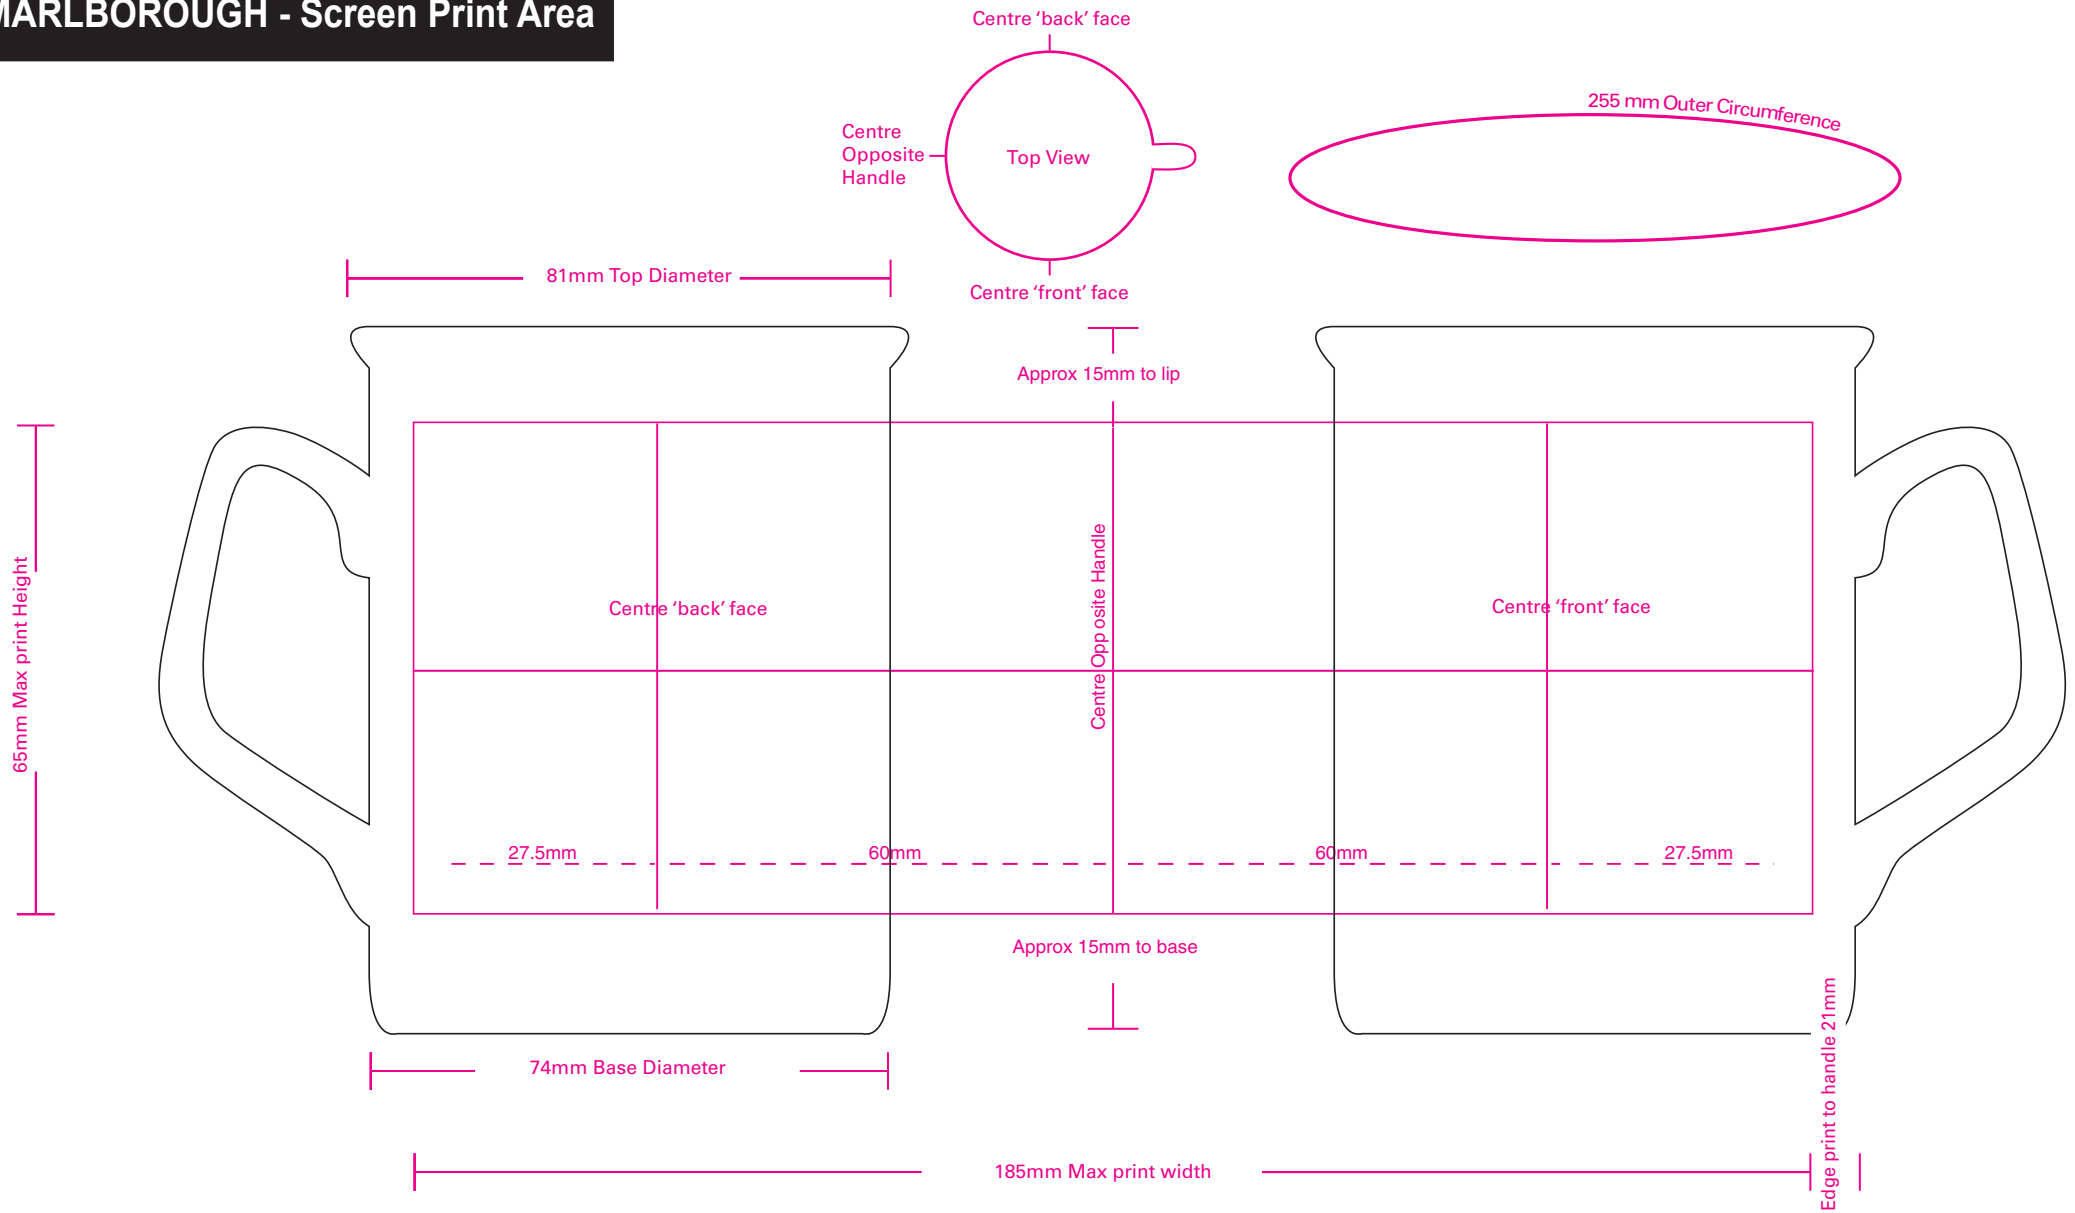 MARLBOROUGH - Screen Print Area
Centre ‘back’ face
Centre
Opposite
Handle
Top View
Centre ‘front’ face
255 mm Outer Circumference
81mm Top Diameter
Approx 15mm to lip
65mm Max print Height
Centre ‘back’ face
Centre Opp osite Handle
Centre ‘front’ face
27.5mm
60mm
60mm
27.5mm
Approx 15mm to base
74mm Base Diameter
Edge print to handle 21mm
185mm Max print width